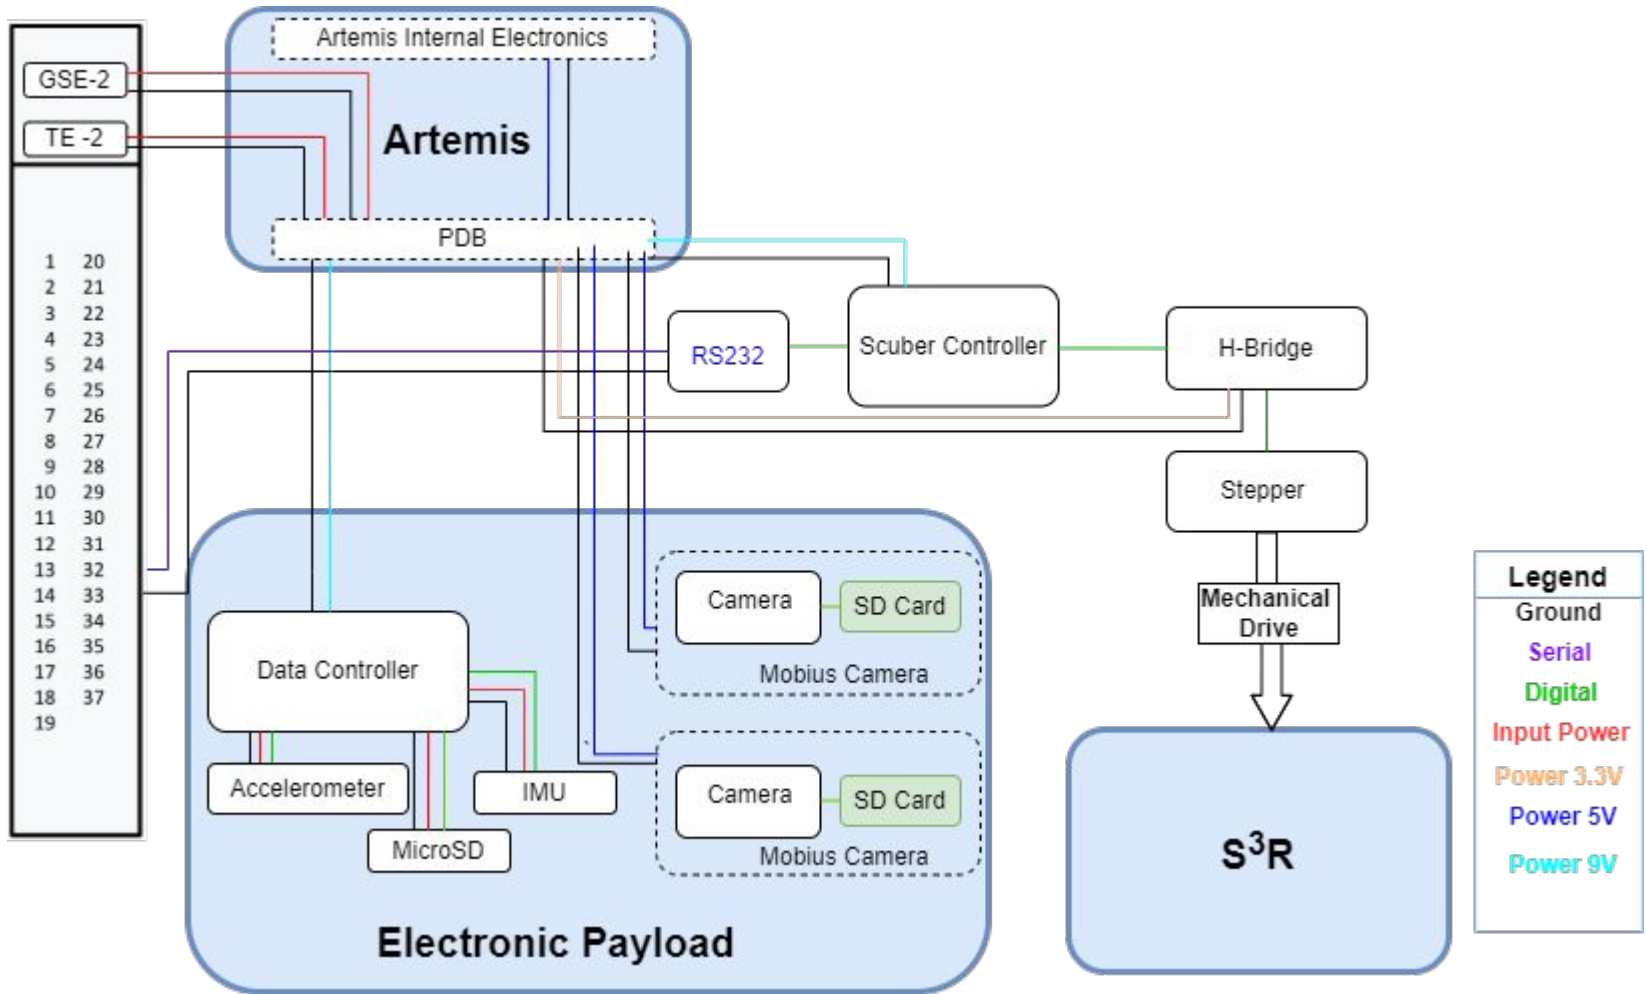 GSE-2
TE -2
1 20
2 21
3 22
4 23
5 24
6 25
7 26
8 27
9 28
10 29
11 30
12 31
13 32
14 33
15 34
16 35
17 36
18 37
19
Artemis Internal Electronics
Artemis
PDB
RS232
Scuber Controller
H-Bridge
Stepper
Mechanical
Drive
S³R
Data Controller
Accelerometer
MicroSD
IMU
Camera
SD Card
Mobius Camera
Camera
SD Card
Mobius Camera
Electronic Payload
Legend
Ground
Serial
Digital
Input Power
Power 3.3V
Power 5V
Power 9V